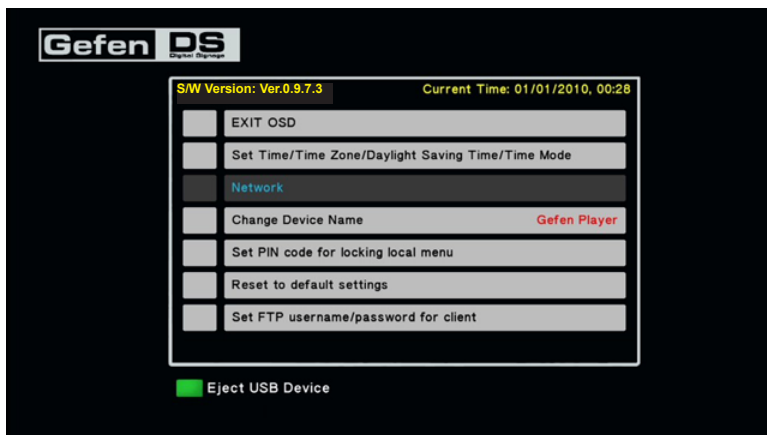 Gefen DS
Digital Signage
S/W Version: Ver.0.9.7.3 Current Time: 01/01/2010, 00:28
EXIT OSD
Set Time/Time Zone/Daylight Saving Time/Time Mode
Network
Change Device Name Gefen Player
Set PIN code for locking local menu
Reset to default settings
Set FTP username/password for client
Eject USB Device